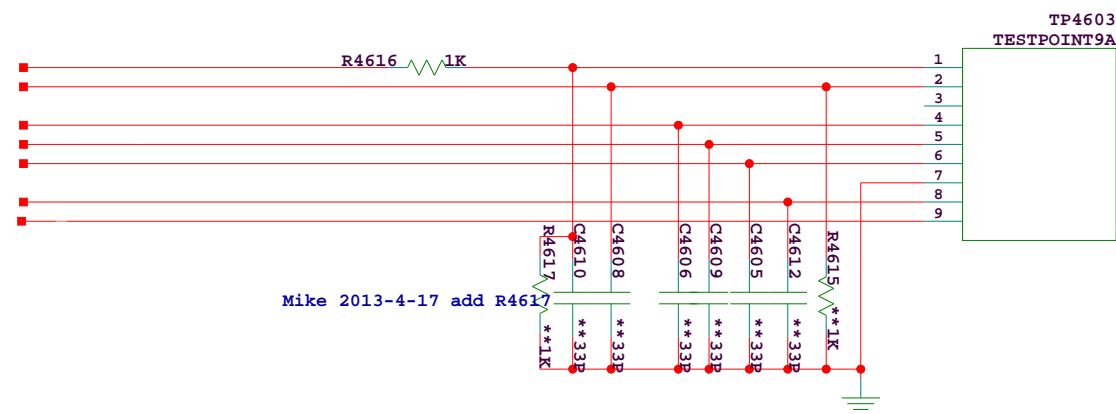 TP4603
TESTPOINT9A
R4616 1K
1
2
3
4
5
6
7
8
9
R4617
C4610
C4608
C4606
C4609
C4605
C4612
R4615
Mike 2013-4-17 add R4617
**1K
**33P
**33P
**33P
**33P
**33P
**33P
**1K